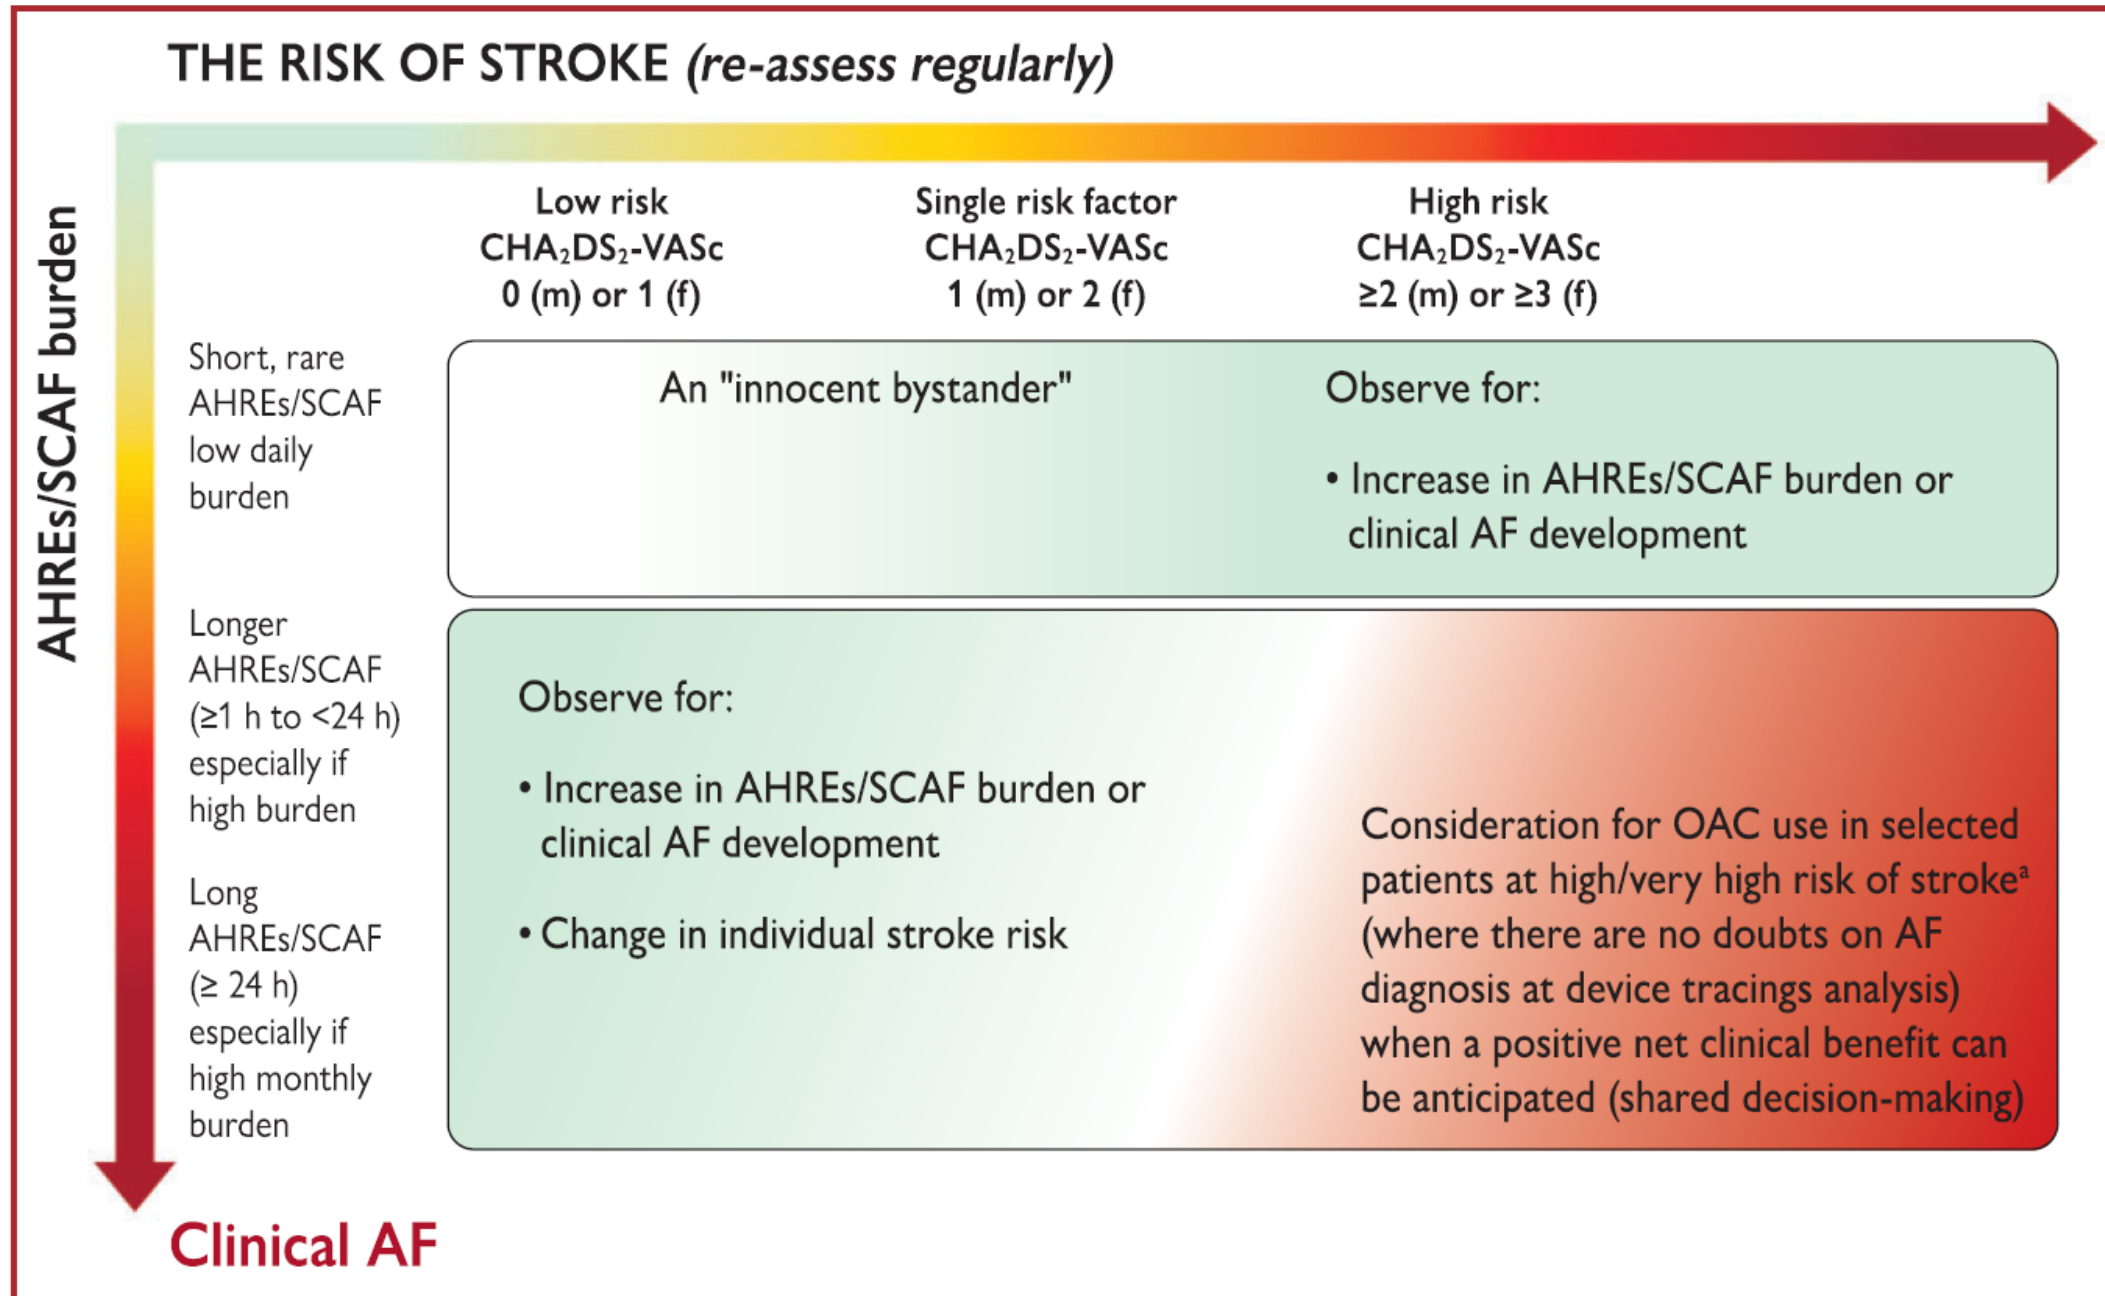 THE RISK OF STROKE (re-assess regularly)
AHREs/SCAF burden
Low risk
CHA₂DS₂-VASc
0 (m) or 1 (f)
Single risk factor
CHA₂DS₂-VASc
1 (m) or 2 (f)
High risk
CHA₂DS₂-VASc
≥2 (m) or ≥3 (f)
Short, rare
AHREs/SCAF
low daily
burden
An "innocent bystander"
Observe for:
• Increase in AHREs/SCAF burden or
clinical AF development
Longer
AHREs/SCAF
(≥1 h to <24 h)
especially if
high burden
Long
AHREs/SCAF
(≥ 24 h)
especially if
high monthly
burden
Observe for:
• Increase in AHREs/SCAF burden or
clinical AF development
• Change in individual stroke risk
Consideration for OAC use in selected
patients at high/very high risk of strokeᵃ
(where there are no doubts on AF
diagnosis at device tracings analysis)
when a positive net clinical benefit can
be anticipated (shared decision-making)
Clinical AF